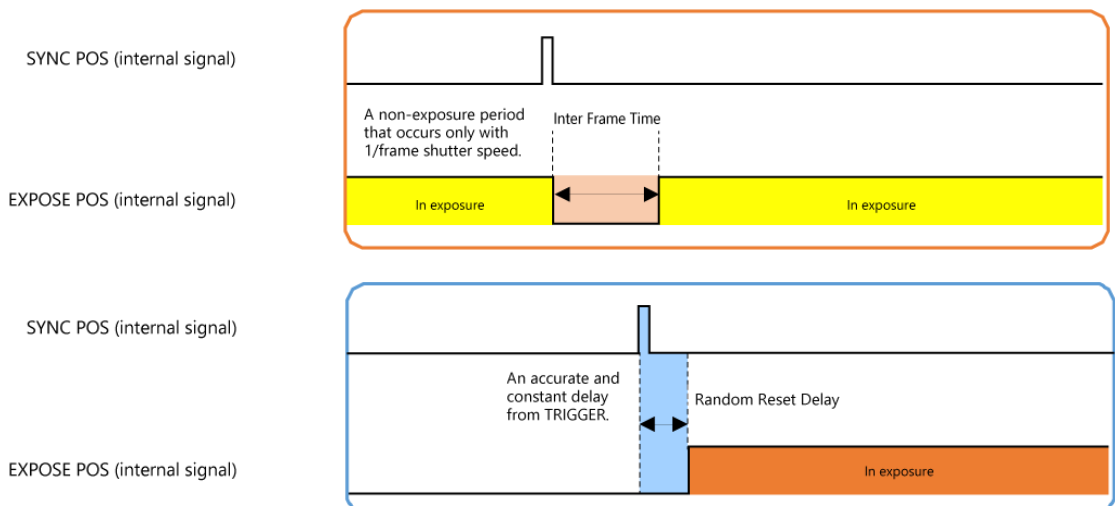 SYNC POS (internal signal)
A non-exposure period
that occurs only with
1/frame shutter speed.
Inter Frame Time
EXPOSE POS (internal signal)
In exposure
In exposure
SYNC POS (internal signal)
An accurate and
constant delay
from TRIGGER.
Random Reset Delay
EXPOSE POS (internal signal)
In exposure